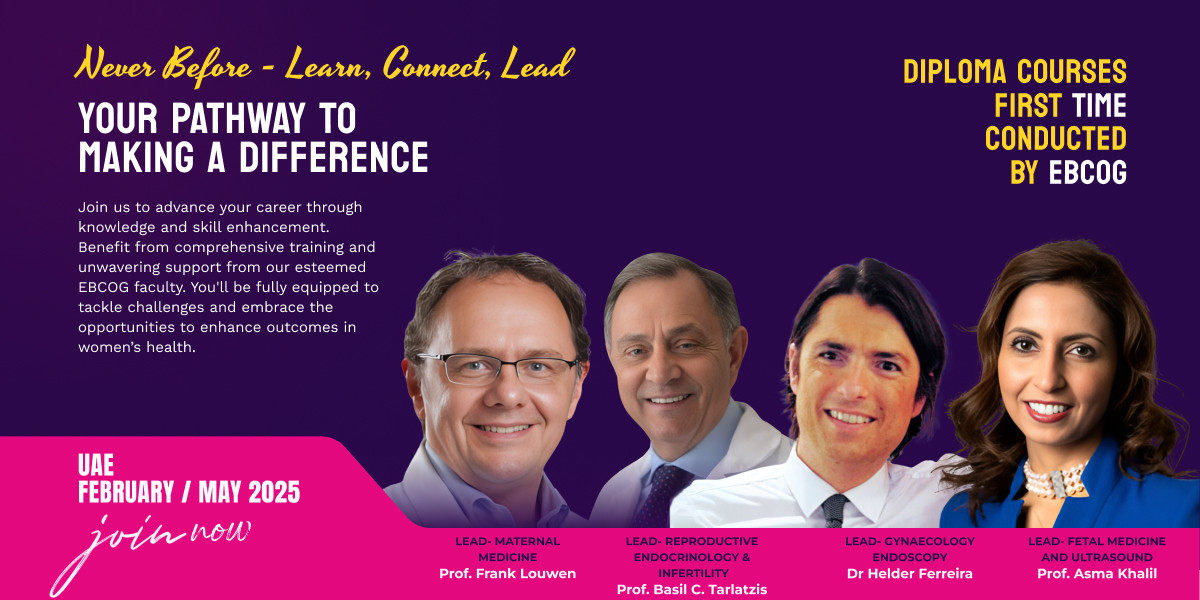 Never Before - Learn, Connect, Lead
YOUR PATHWAY TO
MAKING A DIFFERENCE
Join us to advance your career through
knowledge and skill enhancement.
Benefit from comprehensive training and
unwavering support from our esteemed
EBCOG faculty. You'll be fully equipped to
tackle challenges and embrace the
opportunities to enhance outcomes in
women's health.
DIPLOMA COURSES
FIRST TIME
CONDUCTED
BY EBCOG
UAE
FEBRUARY / MAY 2025
join now
LEAD- MATERNAL
MEDICINE
Prof. Frank Louwen
LEAD- REPRODUCTIVE
ENDOCRINOLOGY &
INFERTILITY
Prof. Basil C. Tarlatzis
LEAD- GYNAECOLOGY
ENDOSCOPY
Dr Helder Ferreira
LEAD- FETAL MEDICINE
AND ULTRASOUND
Prof. Asma Khalil